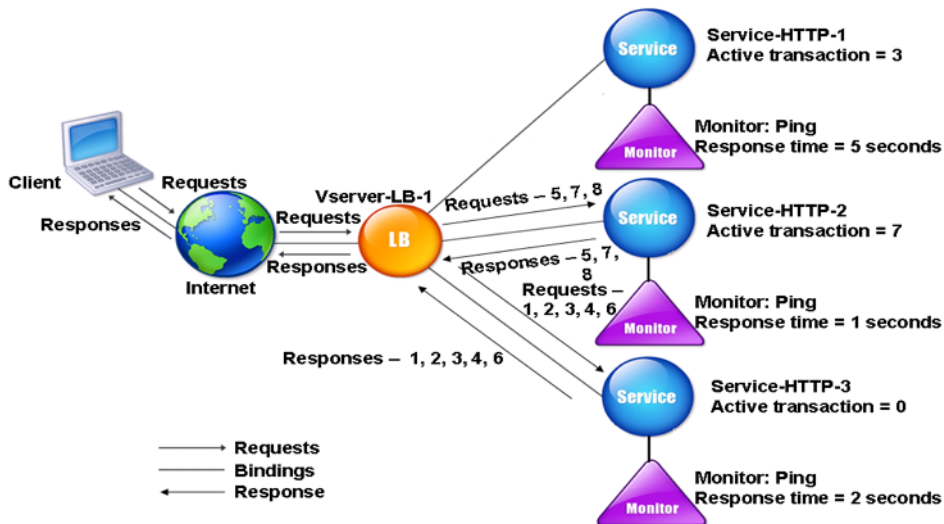 Service
Service-HTTP-1
Active transaction = 3
Monitor
Monitor: Ping
Response time = 5 seconds
Client
Requests
Responses
Internet
Requests
Responses
Vserver-LB-1
LB
Requests – 5, 7, 8
Responses – 5, 7,
8
Service
Service-HTTP-2
Active transaction = 7
Requests –
1, 2, 3, 4, 6
Monitor
Monitor: Ping
Response time = 1 seconds
Responses – 1, 2, 3, 4, 6
Service
Service-HTTP-3
Active transaction = 0
Monitor
Monitor: Ping
Response time = 2 seconds
Requests
Bindings
Response